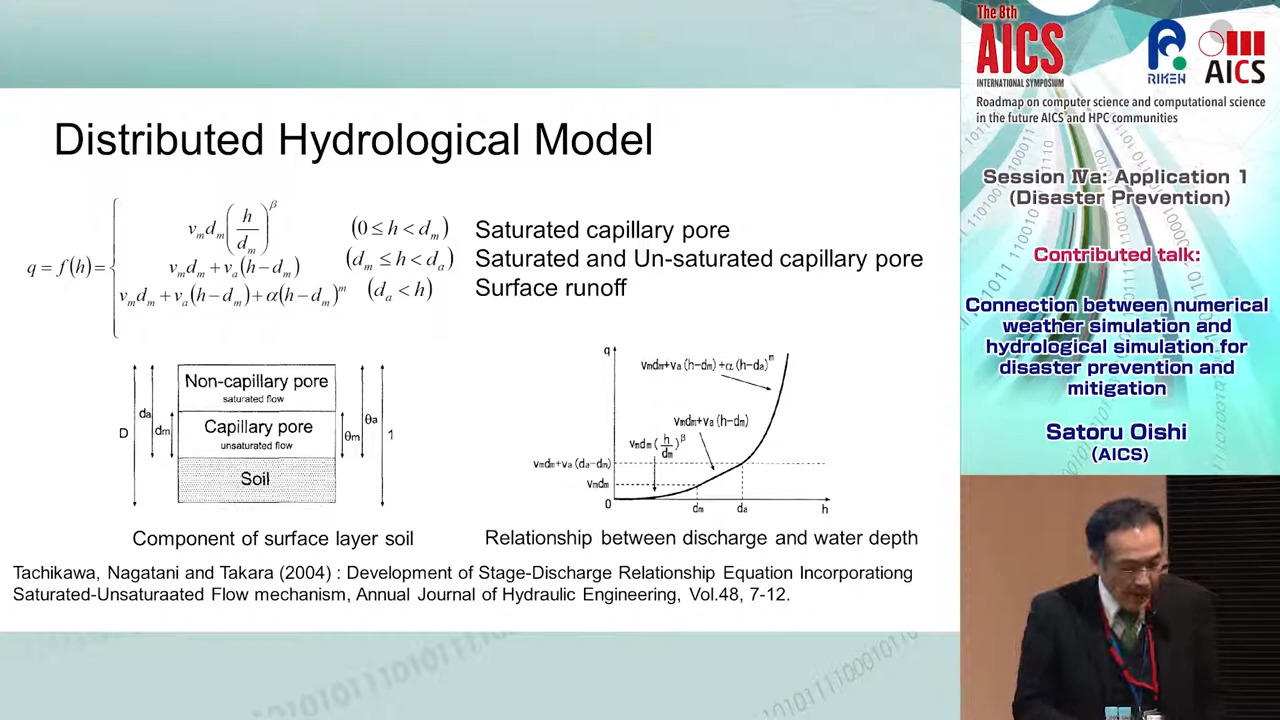 Distributed Hydrological Model
q = f(h) = { v_m d_m (h/d_m)^β (0 ≤ h < d_m) Saturated capillary pore
v_m d_m + v_a(h−d_m) (d_m ≤ h < d_a) Saturated and Un-saturated capillary pore
v_m d_m + v_a(h−d_m) + α(h−d_m)^m (d_a < h) Surface runoff
D
da
dm
Non-capillary pore
saturated flow
Capillary pore
unsaturated flow
Soil
θm
θa
1
Component of surface layer soil
q
vmdm+va(h-dm)+α(h-da)^m
vmdm+va(h-dm)
vmdm(h/dm)^β
vmdm+va(da-dm)
vmdm
0
dm
da
h
Relationship between discharge and water depth
Tachikawa, Nagatani and Takara (2004) : Development of Stage-Discharge Relationship Equation Incorporationg
Saturated-Unsaturaated Flow mechanism, Annual Journal of Hydraulic Engineering, Vol.48, 7-12.
The 8th
AICS
INTERNATIONAL SYMPOSIUM
RIKEN
AICS
Roadmap on computer science and computational science
in the future AICS and HPC communities
Session Ⅳa: Application 1
(Disaster Prevention)
Contributed talk:
Connection between numerical
weather simulation and
hydrological simulation for
disaster prevention and
mitigation
Satoru Oishi
(AICS)